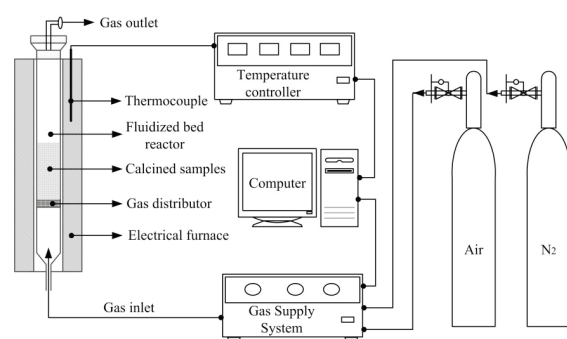 Gas outlet
Temperature
controller
Thermocouple
Fluidized bed
reactor
Calcined samples
Gas distributor
Electrical furnace
Computer
Gas inlet
Gas Supply
System
Air
N2